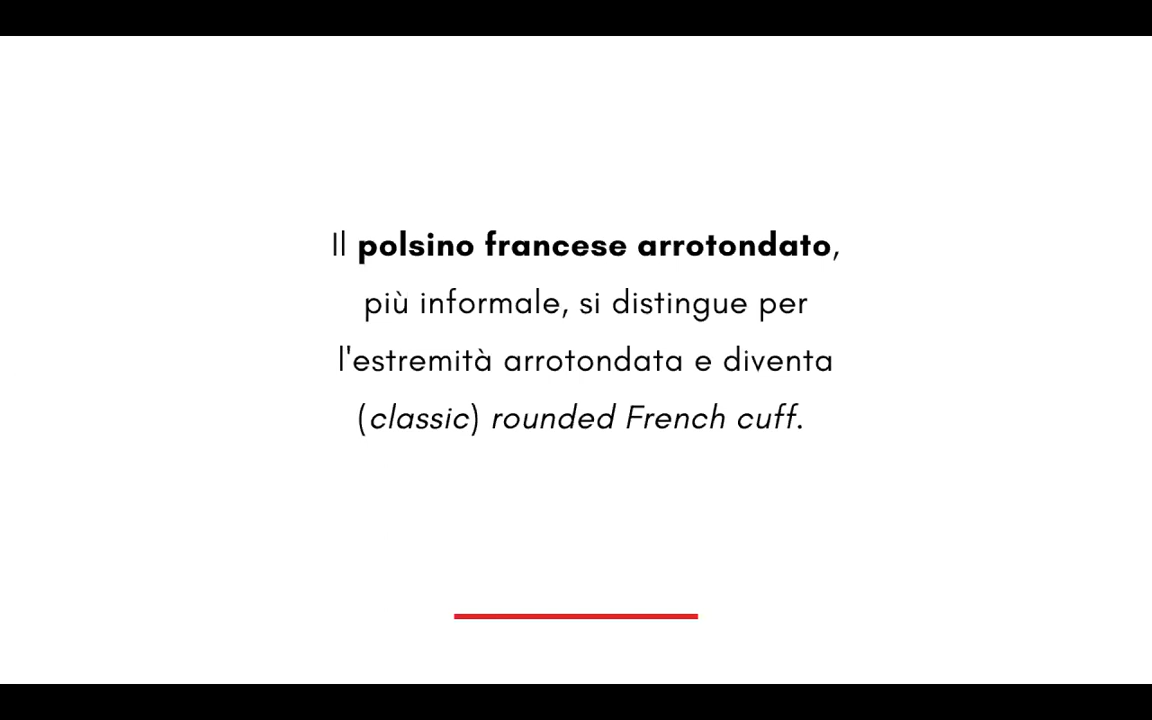 Il polsino francese arrotondato,
più informale, si distingue per
l'estremità arrotondata e diventa
(classic) rounded French cuff.